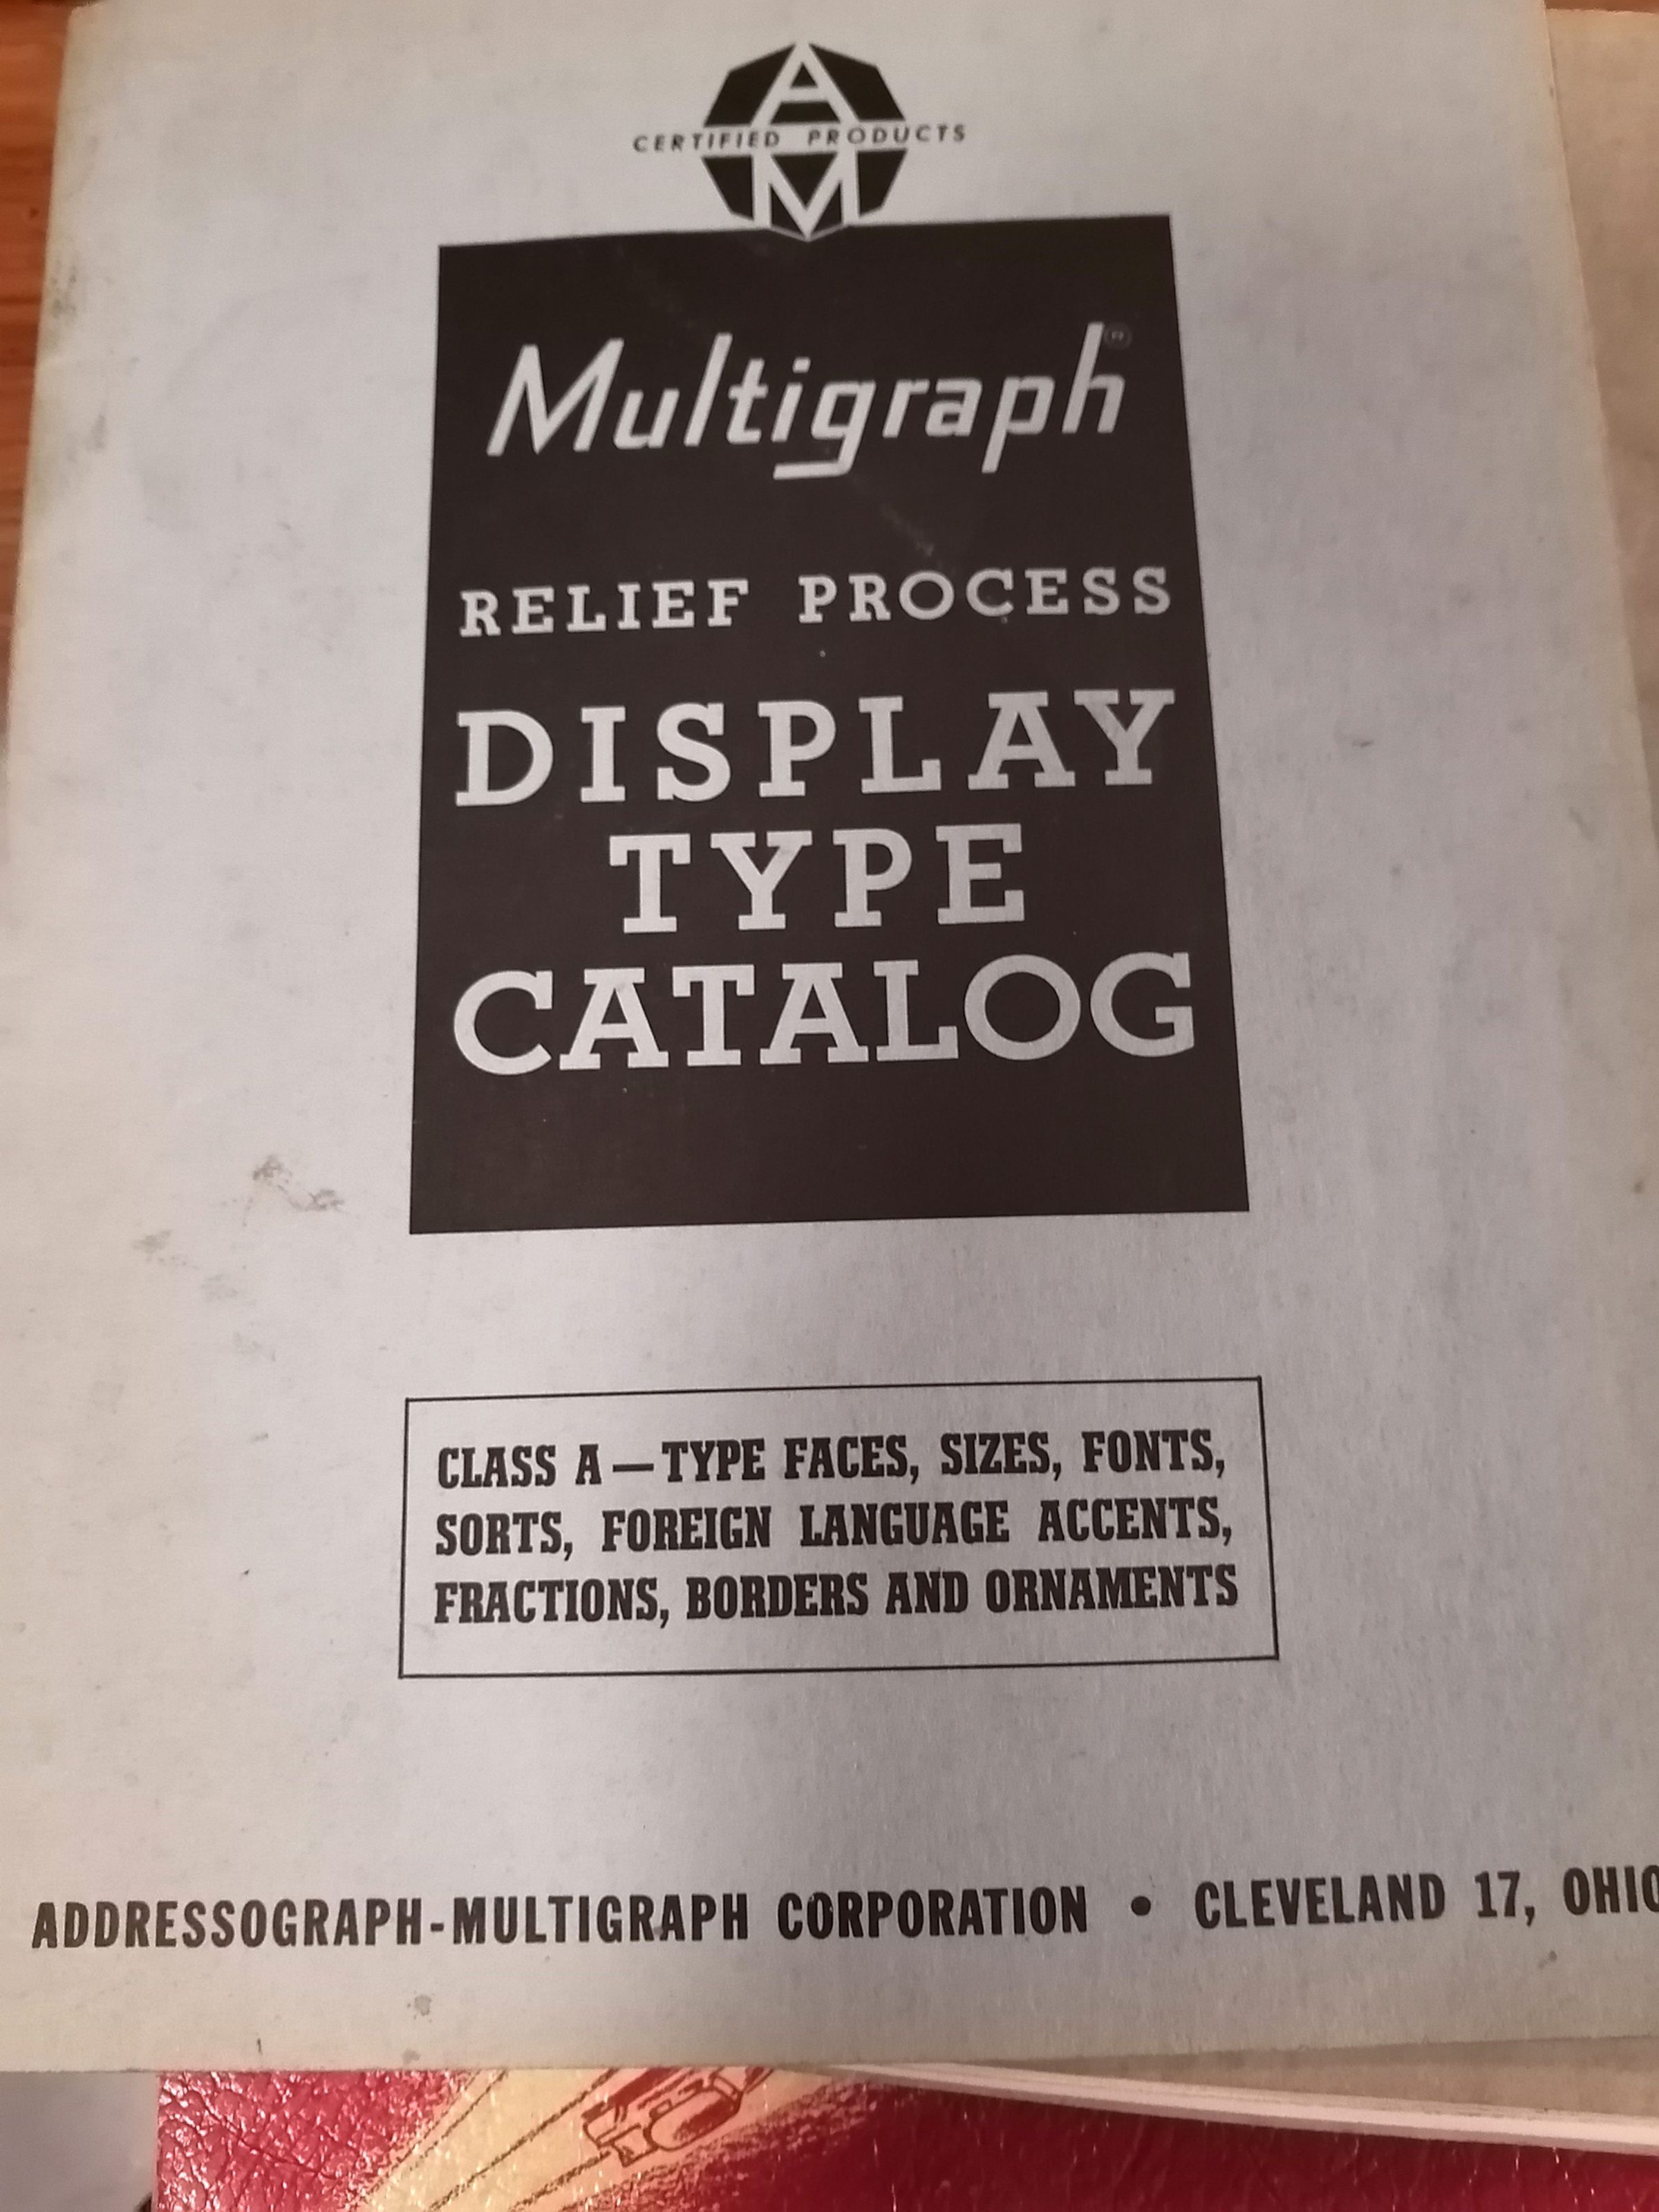 A
CERTIFIED PRODUCTS
M
Multigraph®
RELIEF PROCESS
DISPLAY
TYPE
CATALOG
CLASS A—TYPE FACES, SIZES, FONTS,
SORTS, FOREIGN LANGUAGE ACCENTS,
FRACTIONS, BORDERS AND ORNAMENTS
ADDRESSOGRAPH-MULTIGRAPH CORPORATION • CLEVELAND 17, OHIO